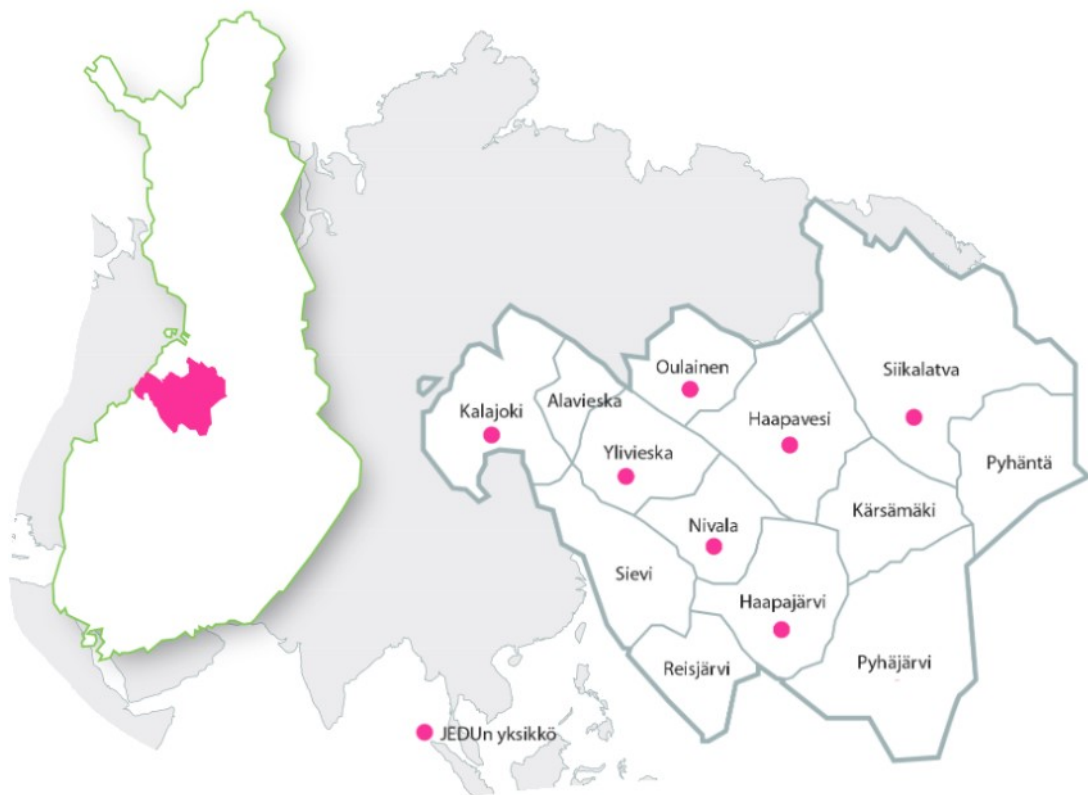 Siikalatva
Oulainen
Alavieska
Kalajoki
Haapavesi
Ylivieska
Pyhäntä
Kärsämäki
Nivala
Sievi
Haapajärvi
Reisjärvi
Pyhäjärvi
JEDUn yksikkö